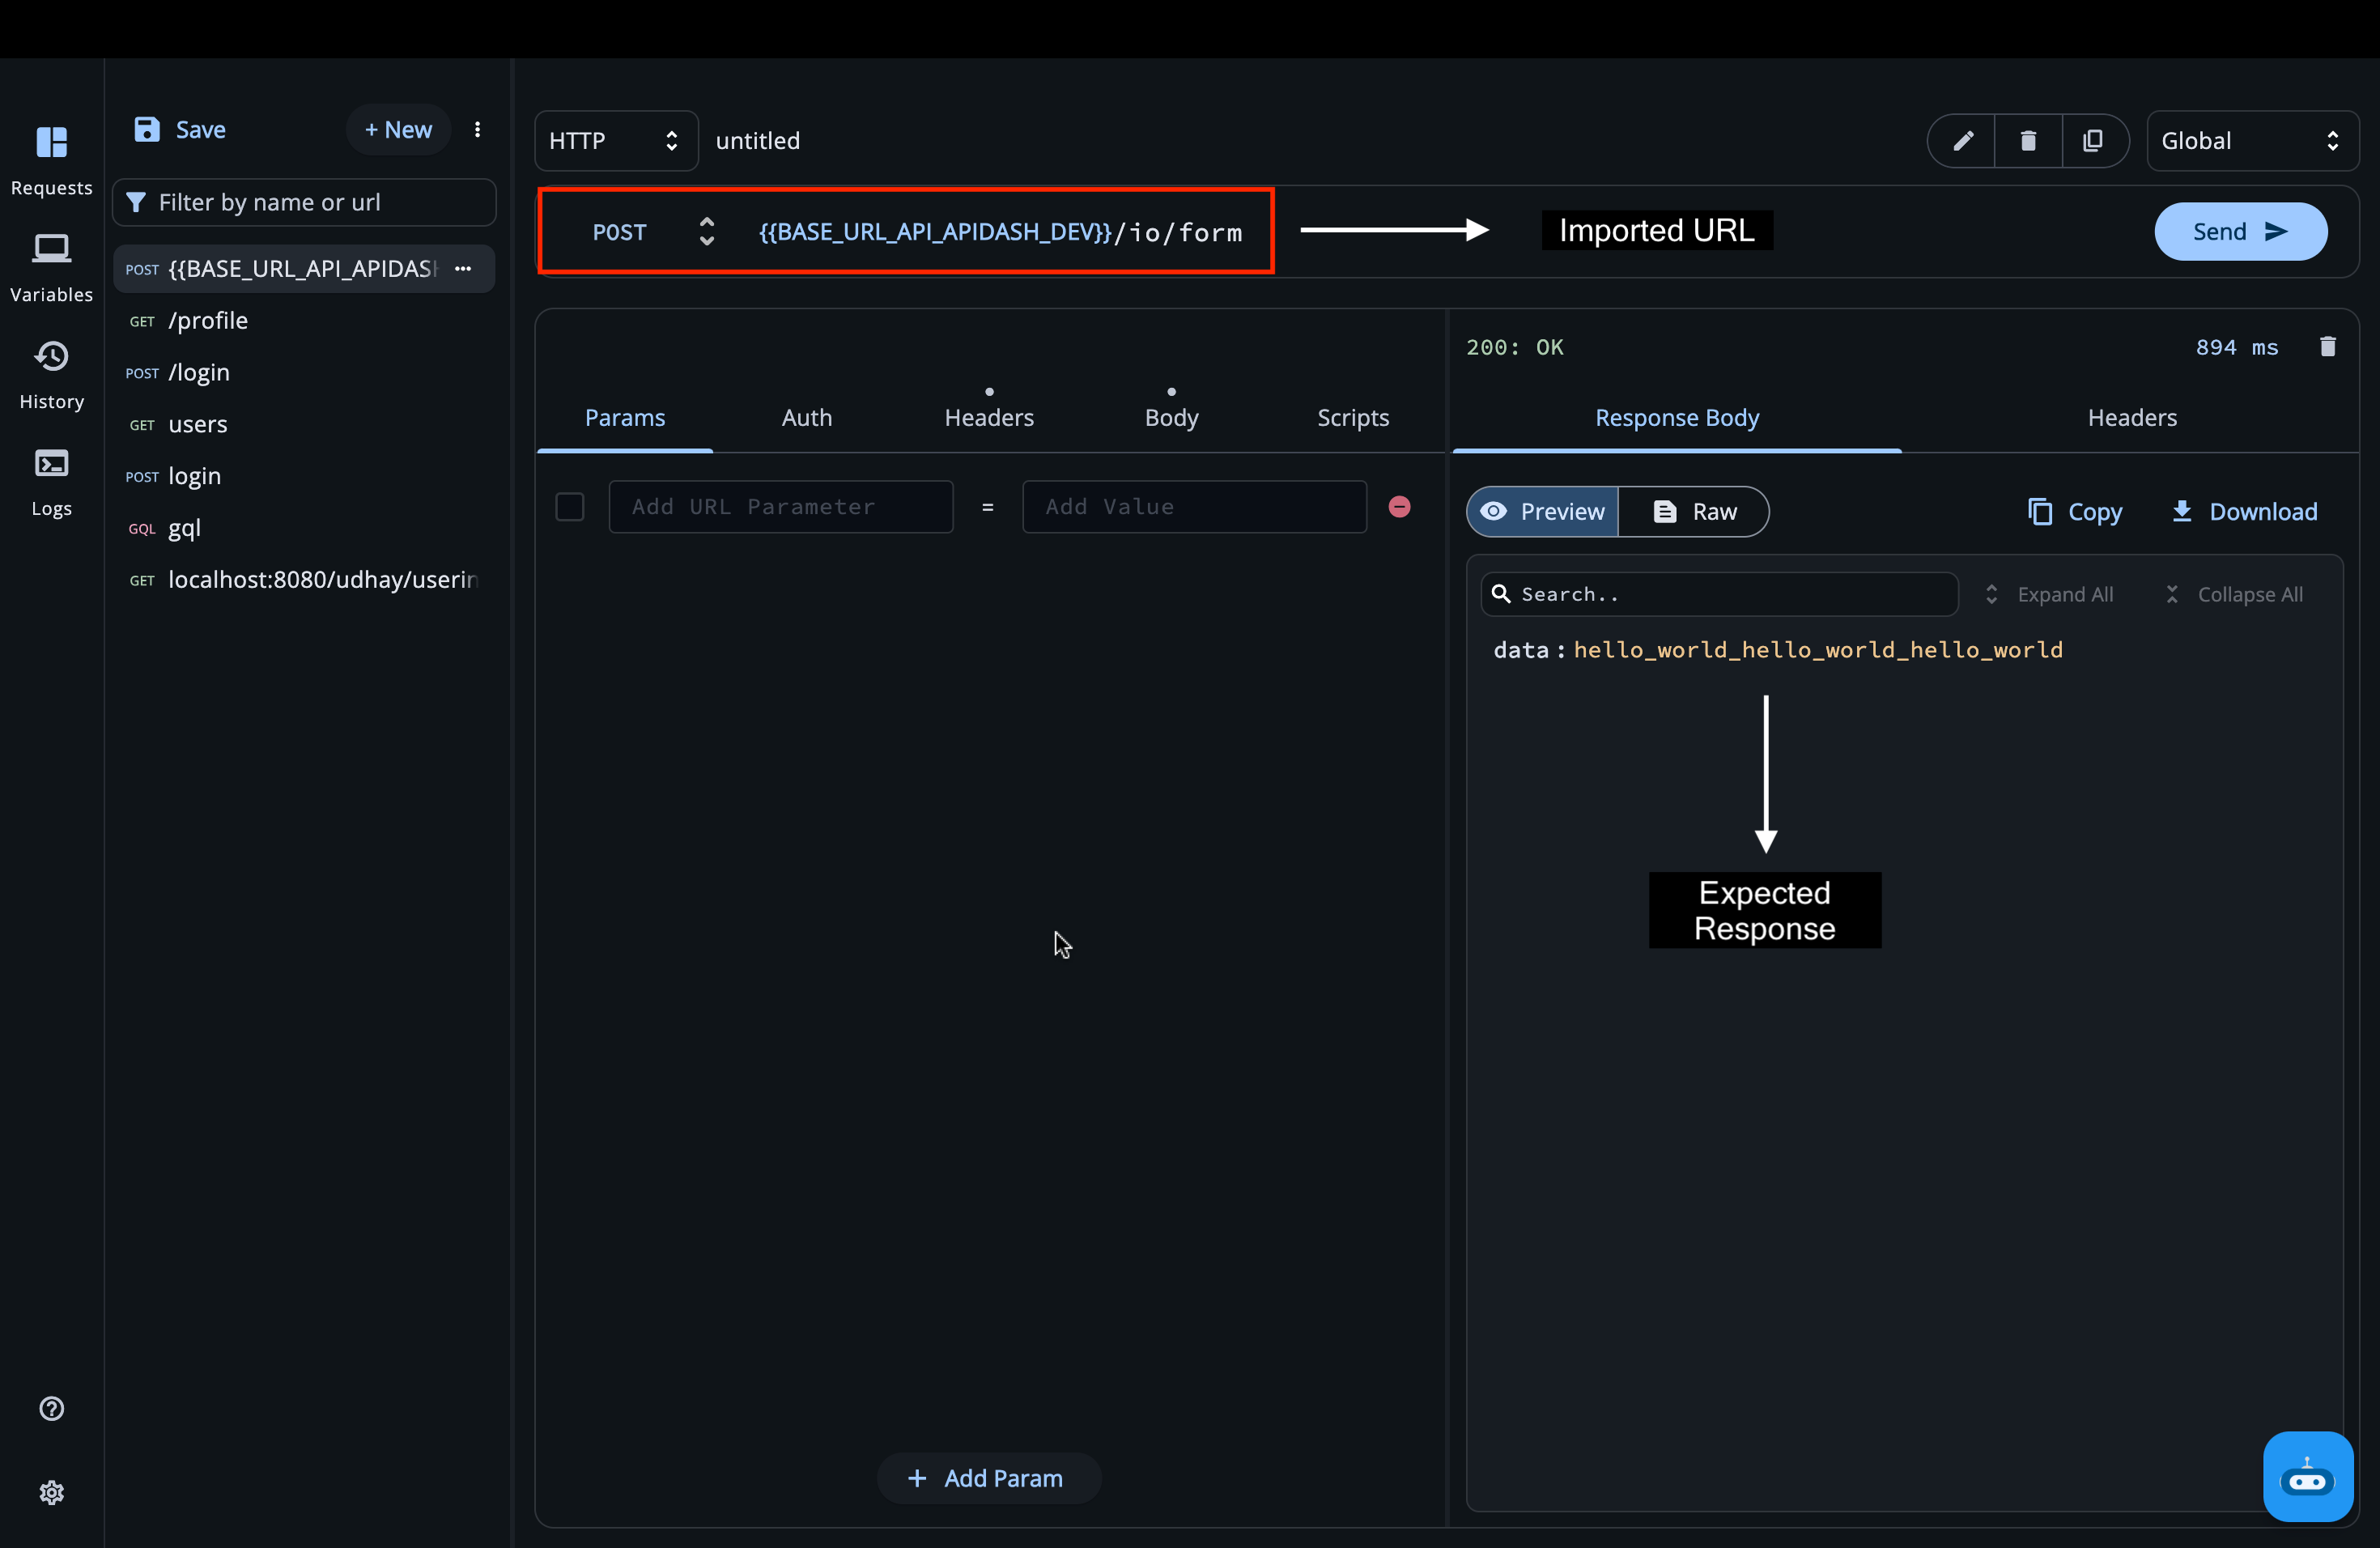 Requests
Variables
History
Logs
Save
+ New
Filter by name or url
POST {{BASE_URL_API_APIDASH
GET /profile
POST /login
GET users
POST login
GQL gql
GET localhost:8080/udhay/userin
HTTP
untitled
Global
POST {{BASE_URL_API_APIDASH_DEV}}/io/form
Imported URL
Send
Params Auth Headers Body Scripts
Add URL Parameter = Add Value
+ Add Param
200: OK
894 ms
Response Body Headers
Preview Raw
Copy Download
Search..
Expand All Collapse All
data : hello_world_hello_world_hello_world
Expected
Response